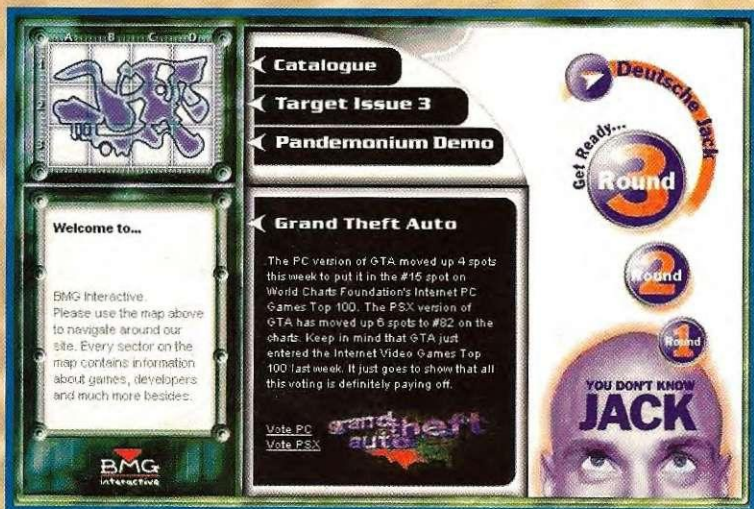 A B C D
1
2
3
Catalogue
Target Issue 3
Pandemonium Demo
Welcome to...
BMG Interactive.
Please use the map above
to navigate around our
site. Every sector on the
map contains information
about games, developers
and much more besides.
BMG
interactive
Grand Theft Auto
The PC version of GTA moved up 4 spots
this week to put it in the #15 spot on
World Charts Foundation's Internet PC
Games Top 100. The PSX version of
GTA has moved up 6 spots to #82 on the
charts. Keep in mind that GTA just
entered the Internet Video Games Top
100 last week. It just goes to show that all
this voting is definitely paying off.
Vote PC
Vote PSX
grand theft
auto
Deutsche Jack
Get Ready...
3
Round
2
Round
1
Round
YOU DON'T KNOW
JACK